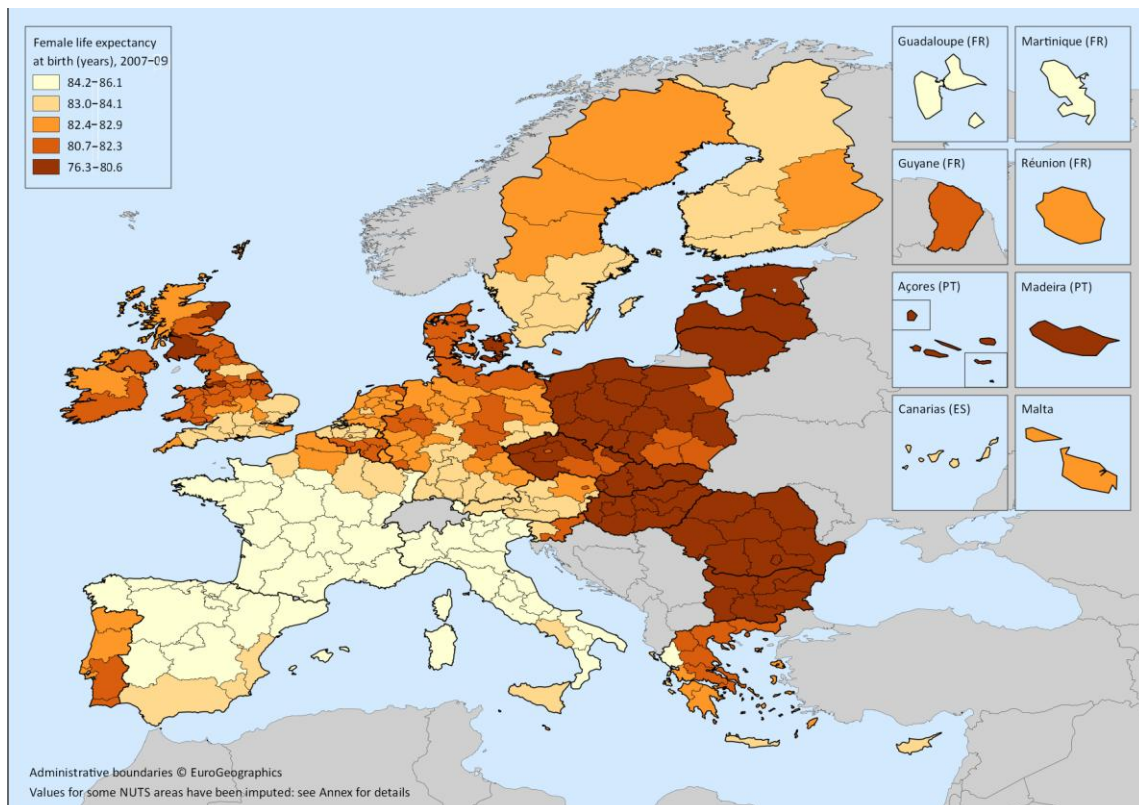 Female life expectancy
at birth (years), 2007–09
84.2–86.1
83.0–84.1
82.4–82.9
80.7–82.3
76.3–80.6
Guadaloupe (FR)
Martinique (FR)
Guyane (FR)
Réunion (FR)
Açores (PT)
Madeira (PT)
Canarias (ES)
Malta
Administrative boundaries © EuroGeographics
Values for some NUTS areas have been imputed: see Annex for details